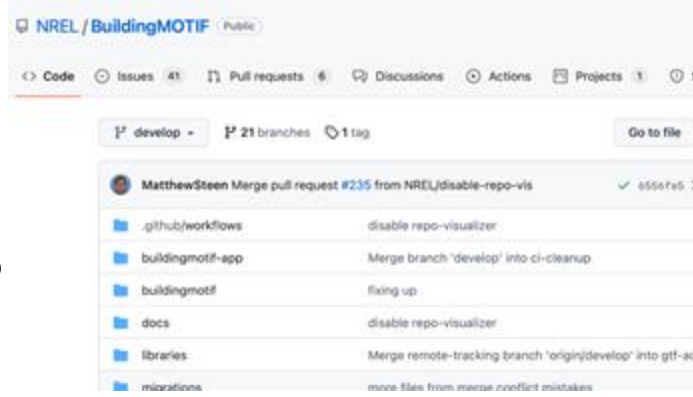 NREL / BuildingMOTIF Public
Code Issues 41 Pull requests 6 Discussions Actions Projects 1
develop 21 branches 1 tag Go to file
MatthewSteen Merge pull request #235 from NREL/disable-repo-vis
.github/workflows disable repo-visualizer
buildingmotif-app Merge branch 'develop' into ci-cleanup
buildingmotif fixing up
docs disable repo-visualizer
libraries Merge remote-tracking branch 'origin/develop' into gtf-ad
migrations more files from merge conflict mistakes